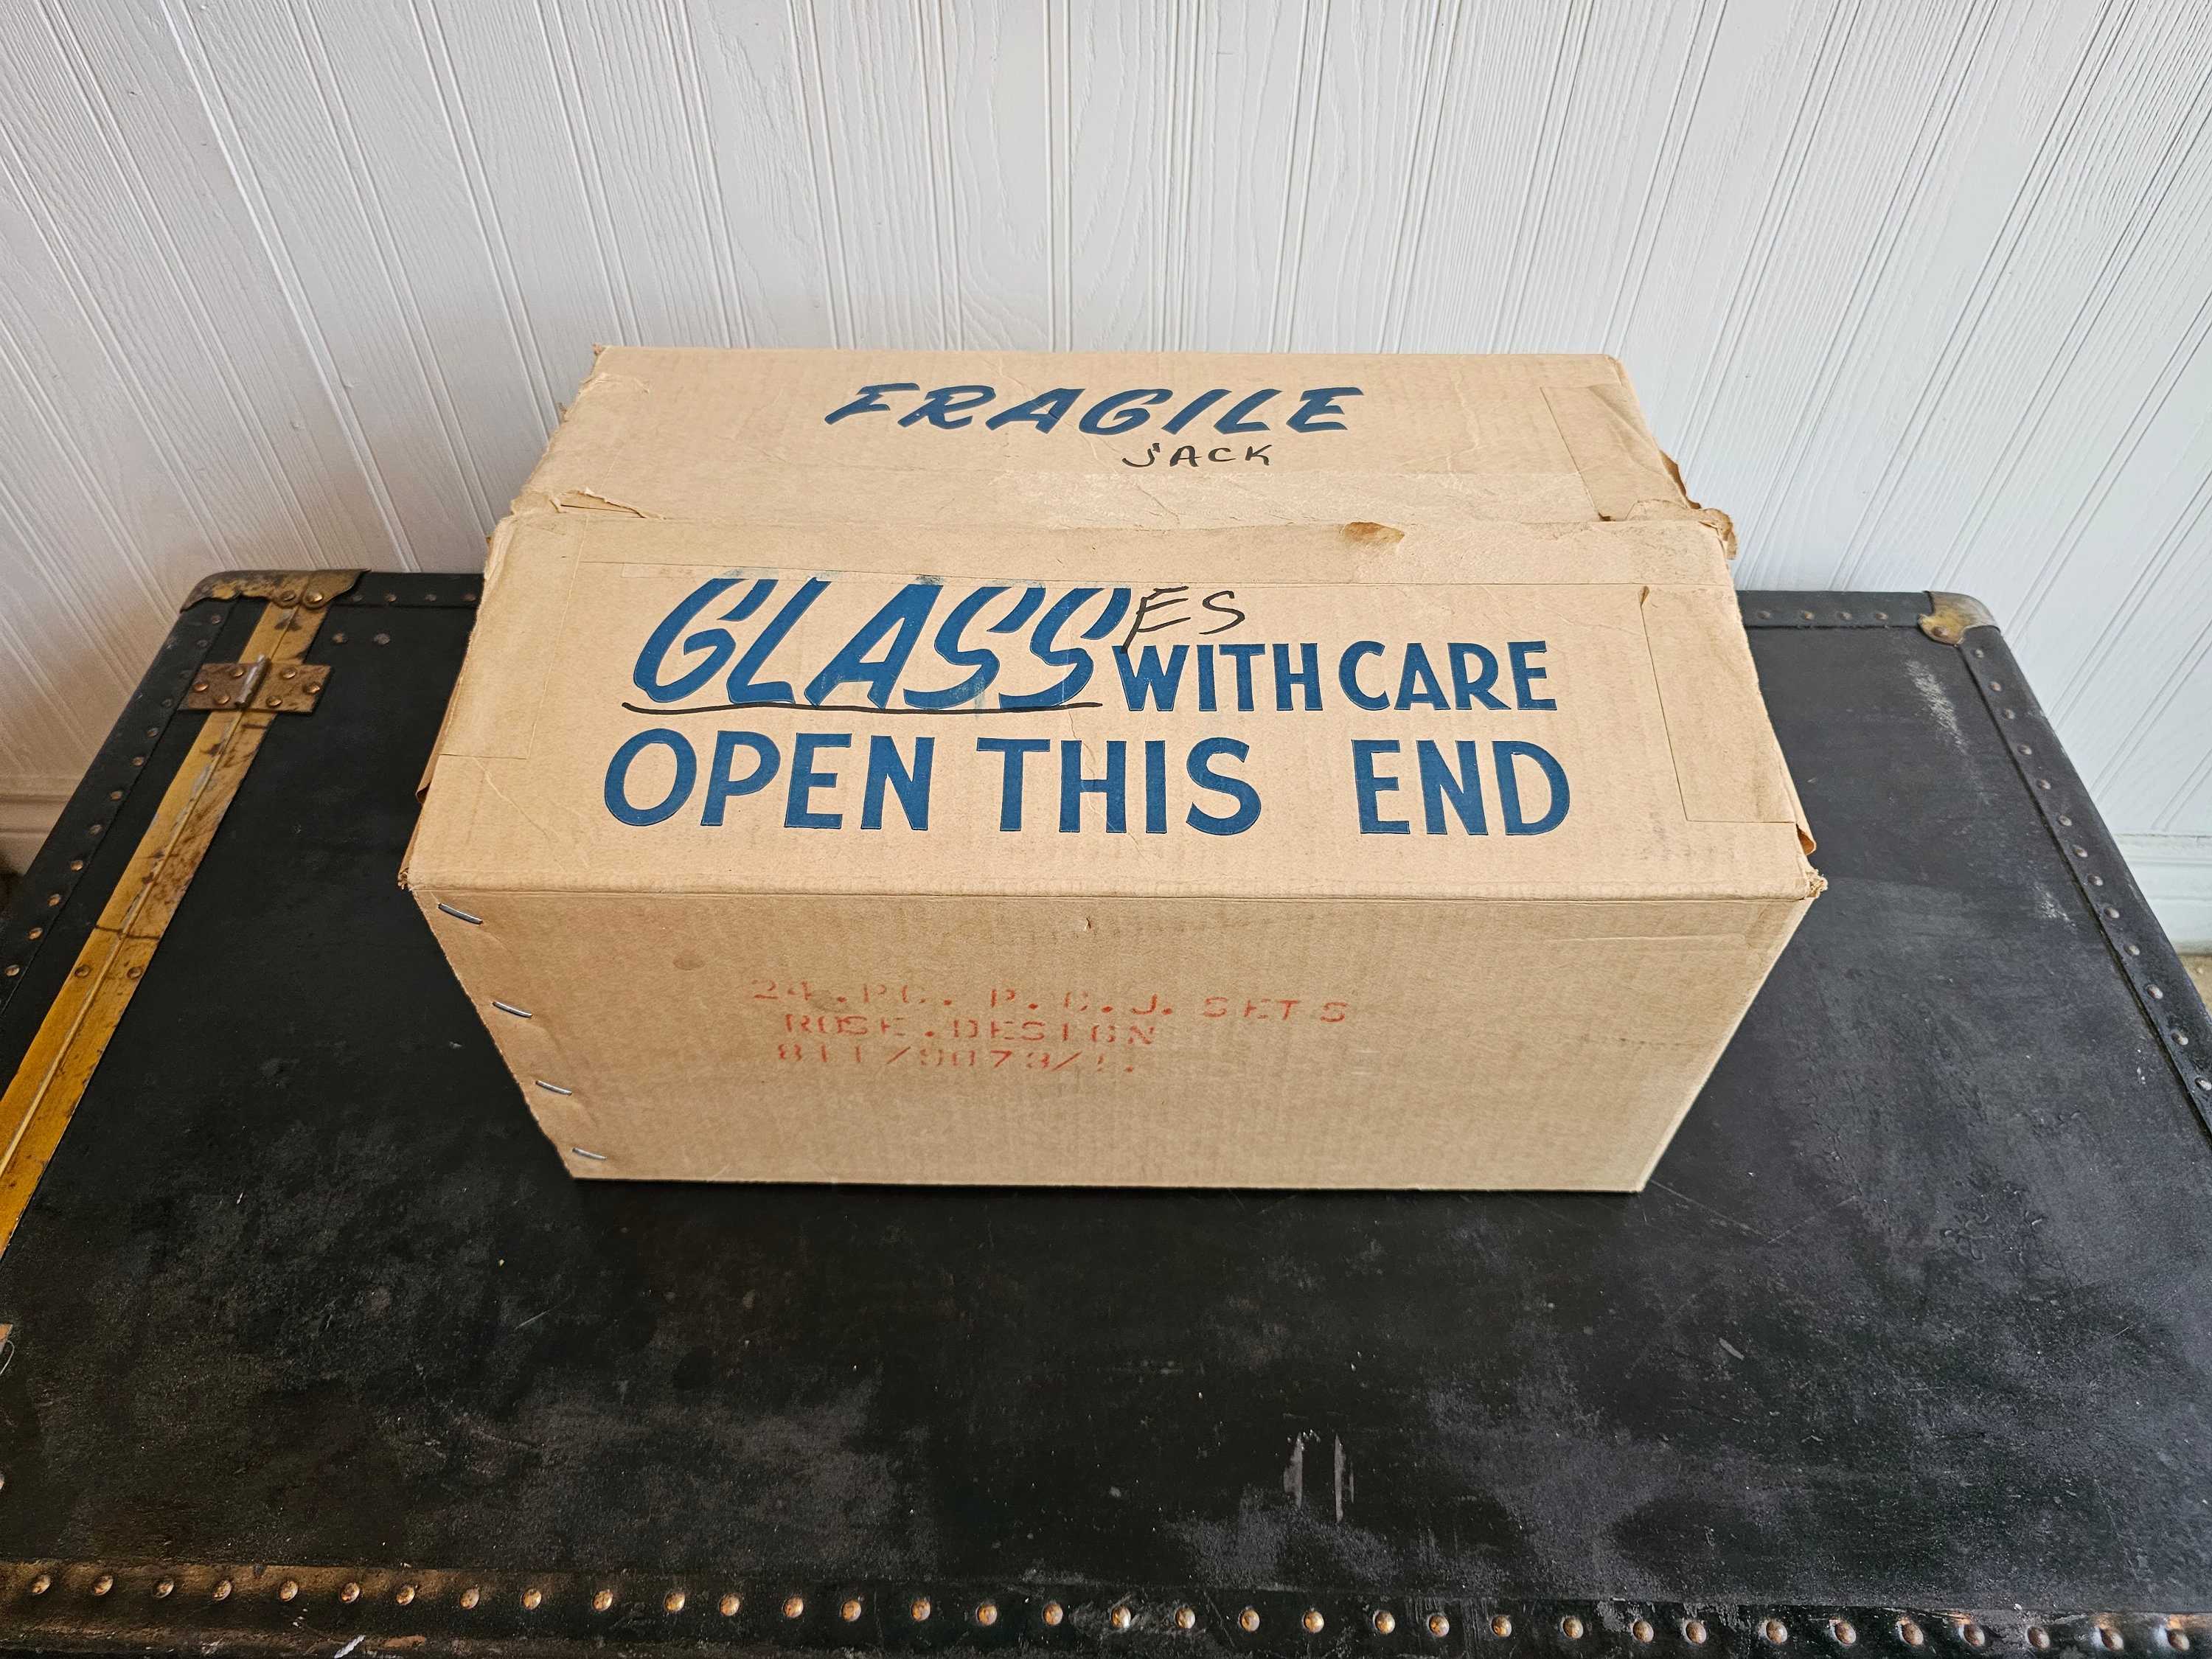 FRAGILE
JACK
GLASSES WITH CARE
OPEN THIS END
24.PC. P. J. SETS
ROSE.DESIGN